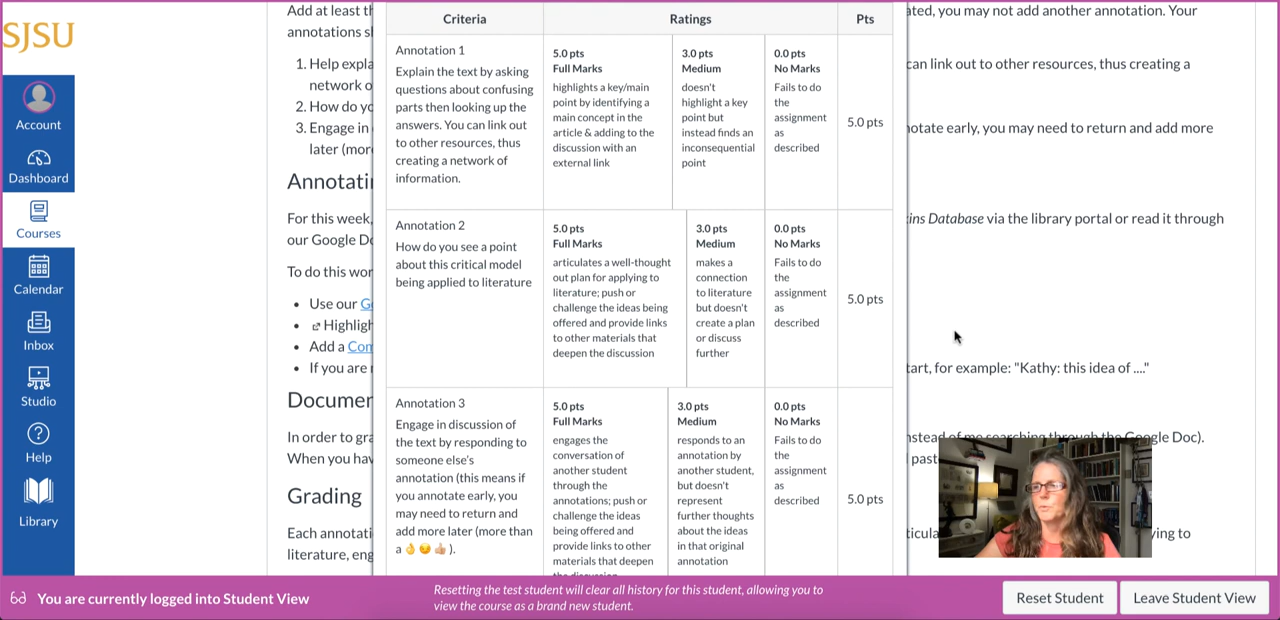 SJSU
Account
Dashboard
Courses
Calendar
Inbox
Studio
Help
Library
Add at least th
annotations sh
1. Help expla
network o
2. How do yo
3. Engage in
later (more
Annotatin
For this week,
our Google Do
To do this wor
• Use our Go
• Highligh
• Add a Com
• If you are r
Documen
In order to gra
When you hav
Grading
Each annotati
literature, eng
Criteria Ratings Pts
Annotation 1
Explain the text by asking
questions about confusing
parts then looking up the
answers. You can link out
to other resources, thus
creating a network of
information.
5.0 pts
Full Marks
highlights a key/main
point by identifying a
main concept in the
article & adding to the
discussion with an
external link
3.0 pts
Medium
doesn't
highlight a key
point but
instead finds an
inconsequential
point
0.0 pts
No Marks
Fails to do
the
assignment
as
described
5.0 pts
Annotation 2
How do you see a point
about this critical model
being applied to literature
5.0 pts
Full Marks
articulates a well-thought
out plan for applying to
literature; push or
challenge the ideas being
offered and provide links
to other materials that
deepen the discussion
3.0 pts
Medium
makes a
connection
to literature
but doesn't
create a plan
or discuss
further
0.0 pts
No Marks
Fails to do
the
assignment
as
described
5.0 pts
Annotation 3
Engage in discussion of
the text by responding to
someone else's
annotation (this means if
you annotate early, you
may need to return and
add more later (more than
a 👌😉👍).
5.0 pts
Full Marks
engages the
conversation of
another student
through the
annotations; push or
challenge the ideas
being offered and
provide links to other
materials that deepen
the discussion
3.0 pts
Medium
responds to an
annotation by
another student,
but doesn't
represent
further thoughts
about the ideas
in that original
annotation
0.0 pts
No Marks
Fails to do
the
assignment
as
described
5.0 pts
ated, you may not add another annotation. Your
can link out to other resources, thus creating a
notate early, you may need to return and add more
kins Database via the library portal or read it through
tart, for example: "Kathy: this idea of ...."
nstead of me searching through the Google Doc).
past
ticula
ving to
You are currently logged into Student View
Resetting the test student will clear all history for this student, allowing you to
view the course as a brand new student.
Reset Student
Leave Student View